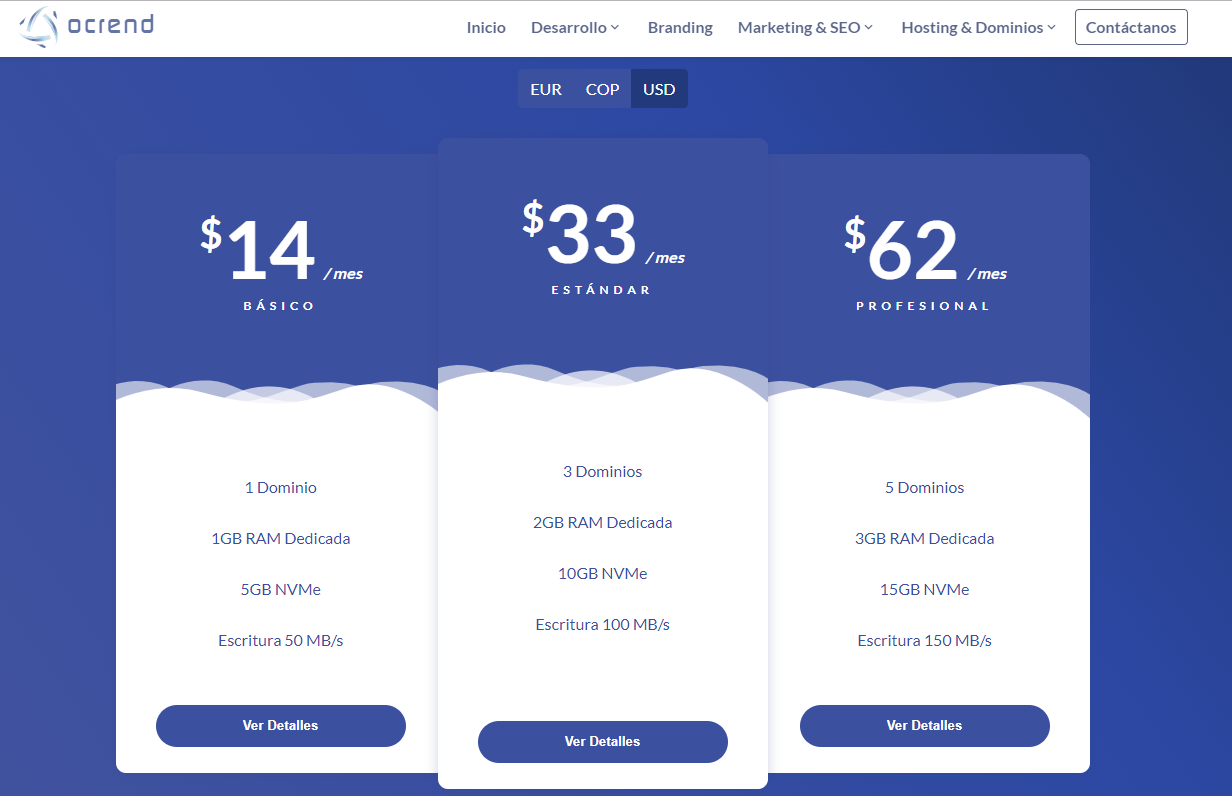 ocrend
Inicio Desarrollo Branding Marketing & SEO Hosting & Dominios Contáctanos
EUR COP USD
$14 / mes
BÁSICO
1 Dominio
1GB RAM Dedicada
5GB NVMe
Escritura 50 MB/s
Ver Detalles
$33 / mes
ESTÁNDAR
3 Dominios
2GB RAM Dedicada
10GB NVMe
Escritura 100 MB/s
Ver Detalles
$62 / mes
PROFESIONAL
5 Dominios
3GB RAM Dedicada
15GB NVMe
Escritura 150 MB/s
Ver Detalles